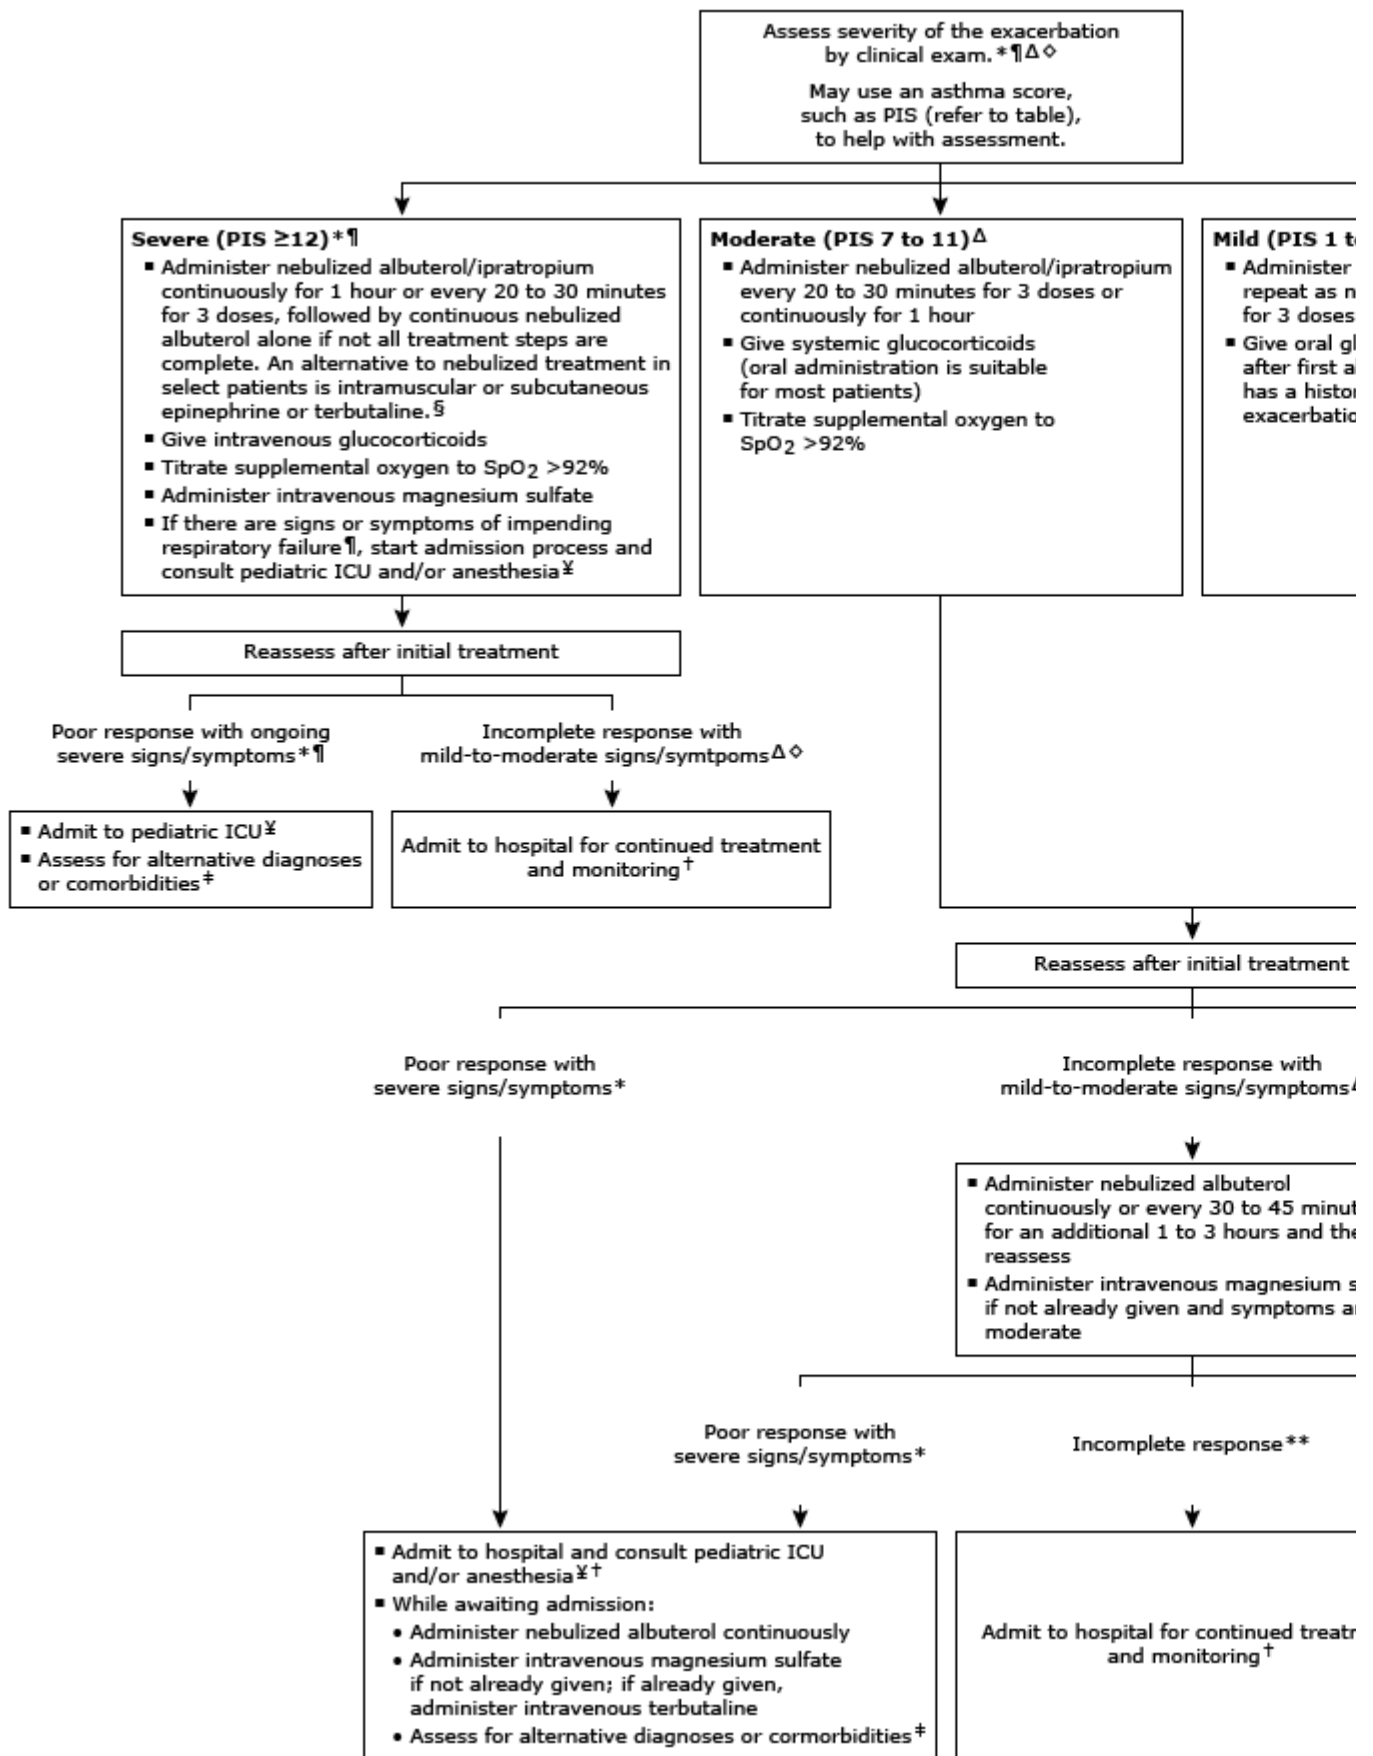 Assess severity of the exacerbation
by clinical exam.*¶Δ◇
May use an asthma score,
such as PIS (refer to table),
to help with assessment.
Severe (PIS ≥12)*¶
▪ Administer nebulized albuterol/ipratropium
continuously for 1 hour or every 20 to 30 minutes
for 3 doses, followed by continuous nebulized
albuterol alone if not all treatment steps are
complete. An alternative to nebulized treatment in
select patients is intramuscular or subcutaneous
epinephrine or terbutaline.§
▪ Give intravenous glucocorticoids
▪ Titrate supplemental oxygen to SpO2 >92%
▪ Administer intravenous magnesium sulfate
▪ If there are signs or symptoms of impending
respiratory failure¶, start admission process and
consult pediatric ICU and/or anesthesia¥
Moderate (PIS 7 to 11)Δ
▪ Administer nebulized albuterol/ipratropium
every 20 to 30 minutes for 3 doses or
continuously for 1 hour
▪ Give systemic glucocorticoids
(oral administration is suitable
for most patients)
▪ Titrate supplemental oxygen to
SpO2 >92%
Mild (PIS 1
▪ Administer
repeat as
for 3 doses
▪ Give oral
after first
has a
Reassess after initial treatment
Poor response with ongoing
severe signs/symptoms*¶
Incomplete response with
mild-to-moderate signs/symtpomsΔ◇
▪ Admit to pediatric ICU¥
▪ Assess for alternative diagnoses
or comorbidities‡
Admit to hospital for continued treatment
and monitoring†
Reassess after initial treatment
Poor response with
severe signs/symptoms*
Incomplete response with
mild-to-moderate signs/symptoms
▪ Administer nebulized albuterol
continuously or every 30 to 45
for an additional 1 to 3 hours and
reassess
▪ Administer intravenous magnesium
if not already given and symptoms
moderate
Poor response with
severe signs/symptoms*
Incomplete response**
▪ Admit to hospital and consult pediatric ICU
and/or anesthesia¥†
▪ While awaiting admission:
• Administer nebulized albuterol continuously
• Administer intravenous magnesium sulfate
if not already given; if already given,
administer intravenous terbutaline
• Assess for alternative diagnoses or cormorbidities‡
Admit to hospital for continued
and monitoring†